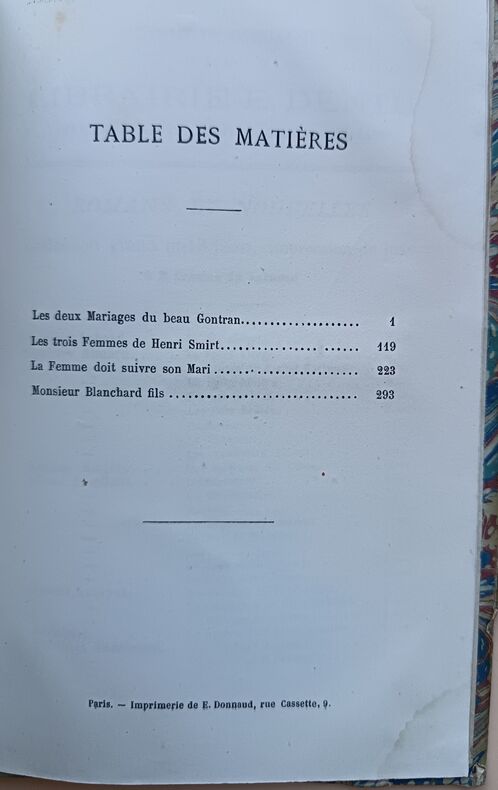 TABLE DES MATIÈRES
Les deux Mariages du beau Gontran.................... 1
Les trois Femmes de Henri Smirt............... ...... 119
La Femme doit suivre son Mari ........................ 223
Monsieur Blanchard fils ............................... 293
Paris. — Imprimerie de E. Donnaud, rue Cassette, 9.